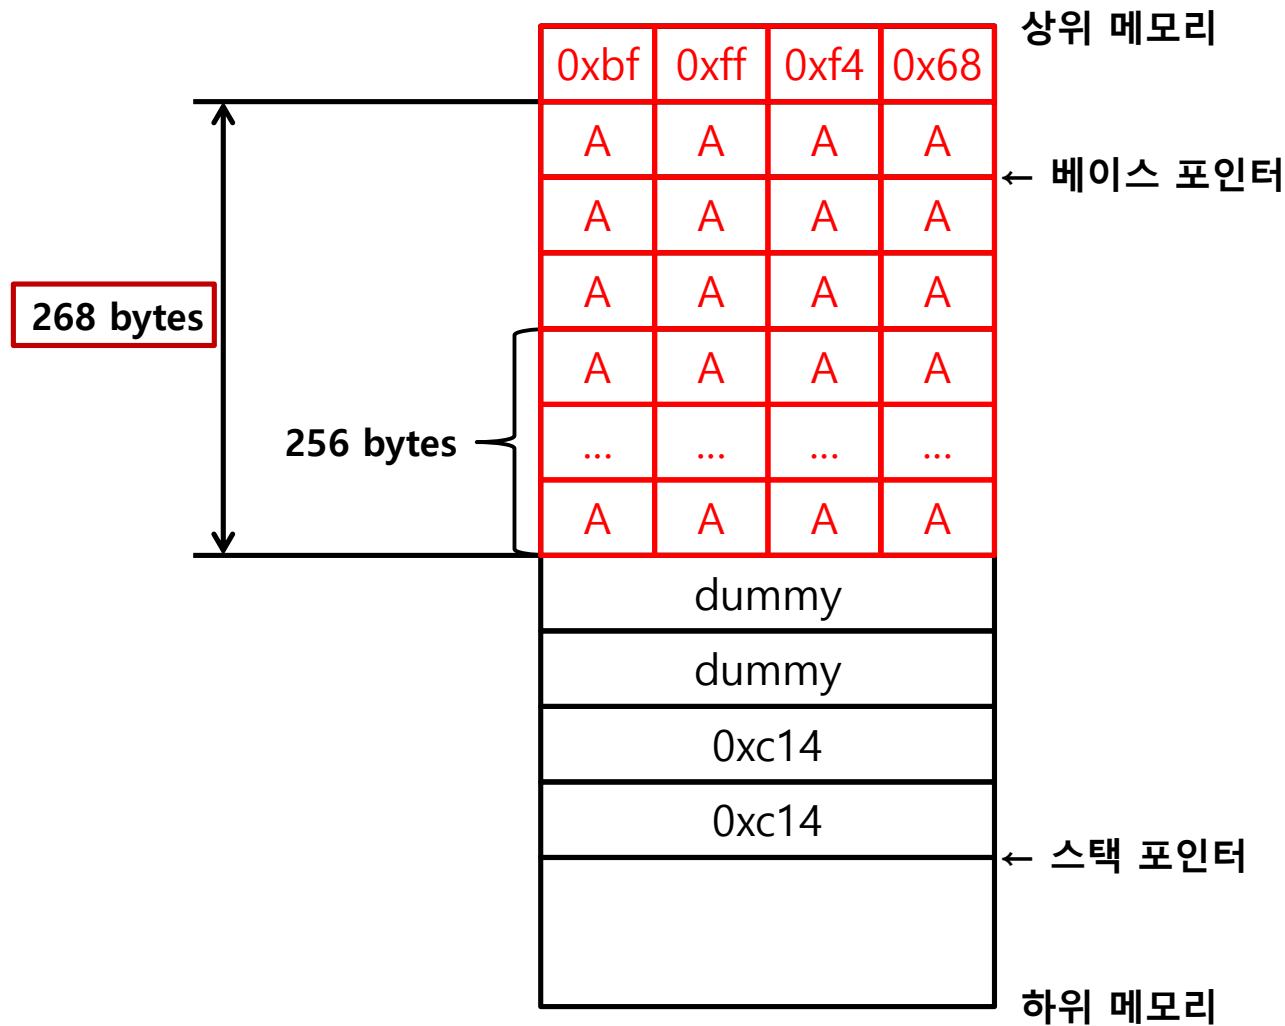 상위 메모리
0xbf 0xff 0xf4 0x68
A A A A
← 베이스 포인터
A A A A
A A A A
268 bytes
A A A A
256 bytes
... ... ... ...
A A A A
dummy
dummy
0xc14
0xc14
← 스택 포인터
하위 메모리